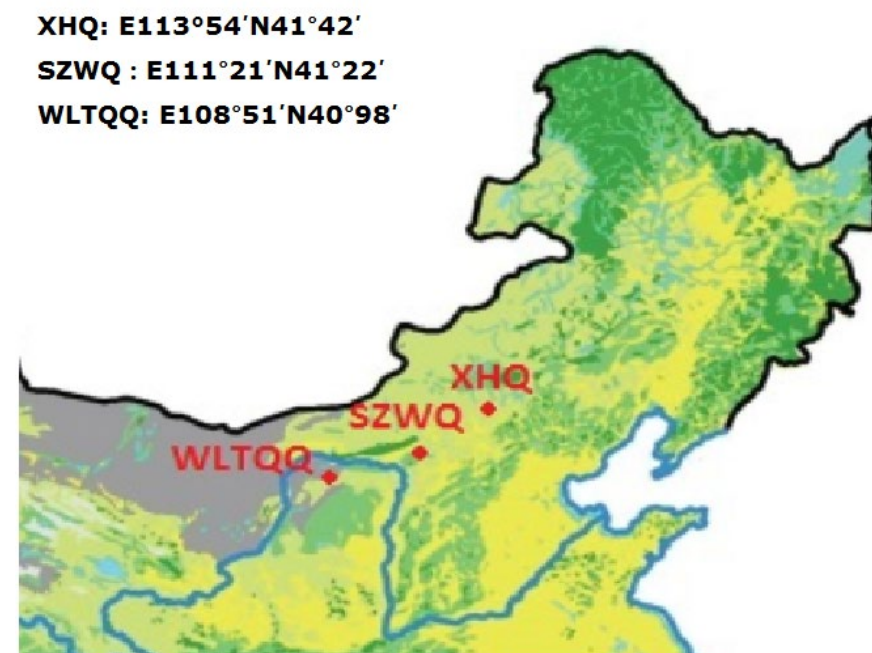 XHQ: E113°54′N41°42′
SZWQ : E111°21′N41°22′
WLTQQ: E108°51′N40°98′
XHQ
SZWQ
WLTQQ